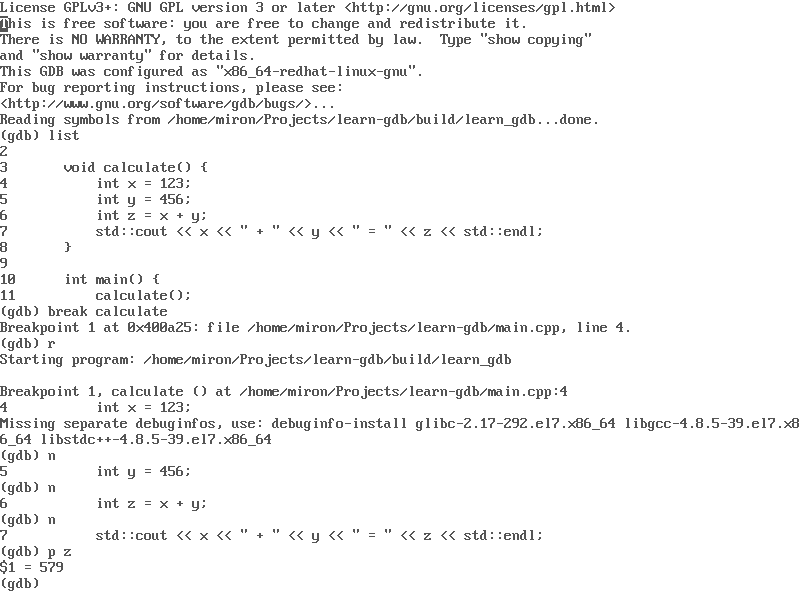 License GPLv3+: GNU GPL version 3 or later <http://gnu.org/licenses/gpl.html>
This is free software: you are free to change and redistribute it.
There is NO WARRANTY, to the extent permitted by law.  Type "show copying"
and "show warranty" for details.
This GDB was configured as "x86_64-redhat-linux-gnu".
For bug reporting instructions, please see:
<http://www.gnu.org/software/gdb/bugs/>...
Reading symbols from /home/miron/Projects/learn-gdb/build/learn_gdb...done.
(gdb) list
2
3       void calculate() {
4           int x = 123;
5           int y = 456;
6           int z = x + y;
7           std::cout << x << " + " << y << " = " << z << std::endl;
8       }
9
10      int main() {
11          calculate();
(gdb) break calculate
Breakpoint 1 at 0x400a25: file /home/miron/Projects/learn-gdb/main.cpp, line 4.
(gdb) r
Starting program: /home/miron/Projects/learn-gdb/build/learn_gdb

Breakpoint 1, calculate () at /home/miron/Projects/learn-gdb/main.cpp:4
4           int x = 123;
Missing separate debuginfos, use: debuginfo-install glibc-2.17-292.el7.x86_64 libgcc-4.8.5-39.el7.x8
6_64 libstdc++-4.8.5-39.el7.x86_64
(gdb) n
5           int y = 456;
(gdb) n
6           int z = x + y;
(gdb) n
7           std::cout << x << " + " << y << " = " << z << std::endl;
(gdb) p z
$1 = 579
(gdb)